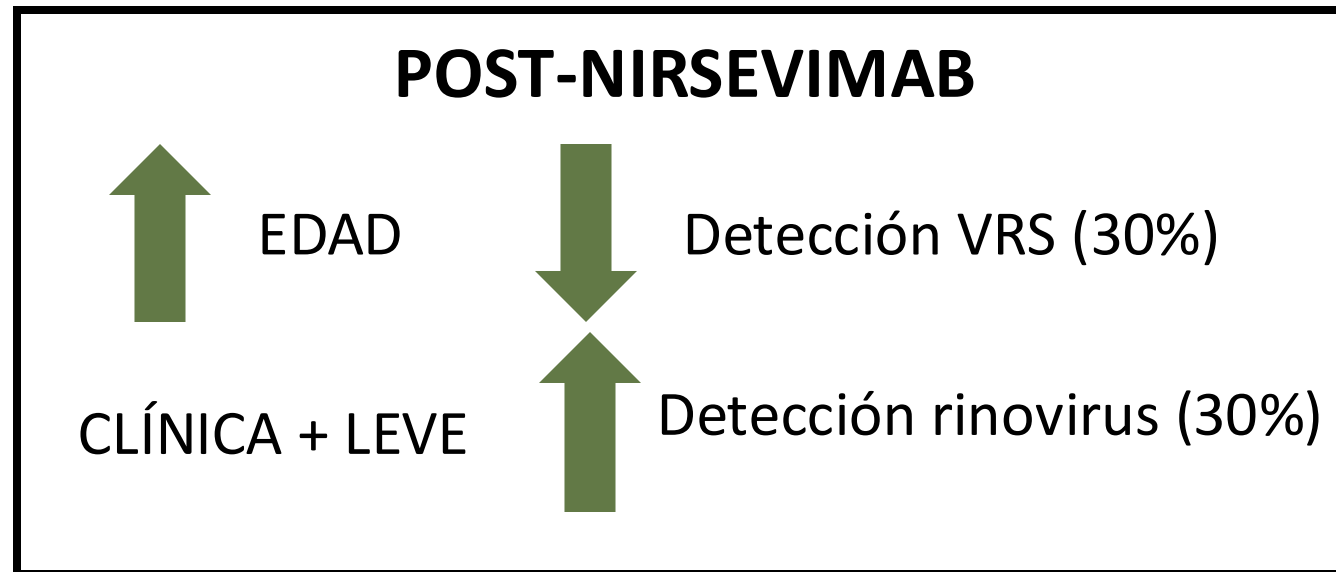 POST-NIRSEVIMAB
EDAD
Detección VRS (30%)
CLÍNICA + LEVE
Detección rinovirus (30%)